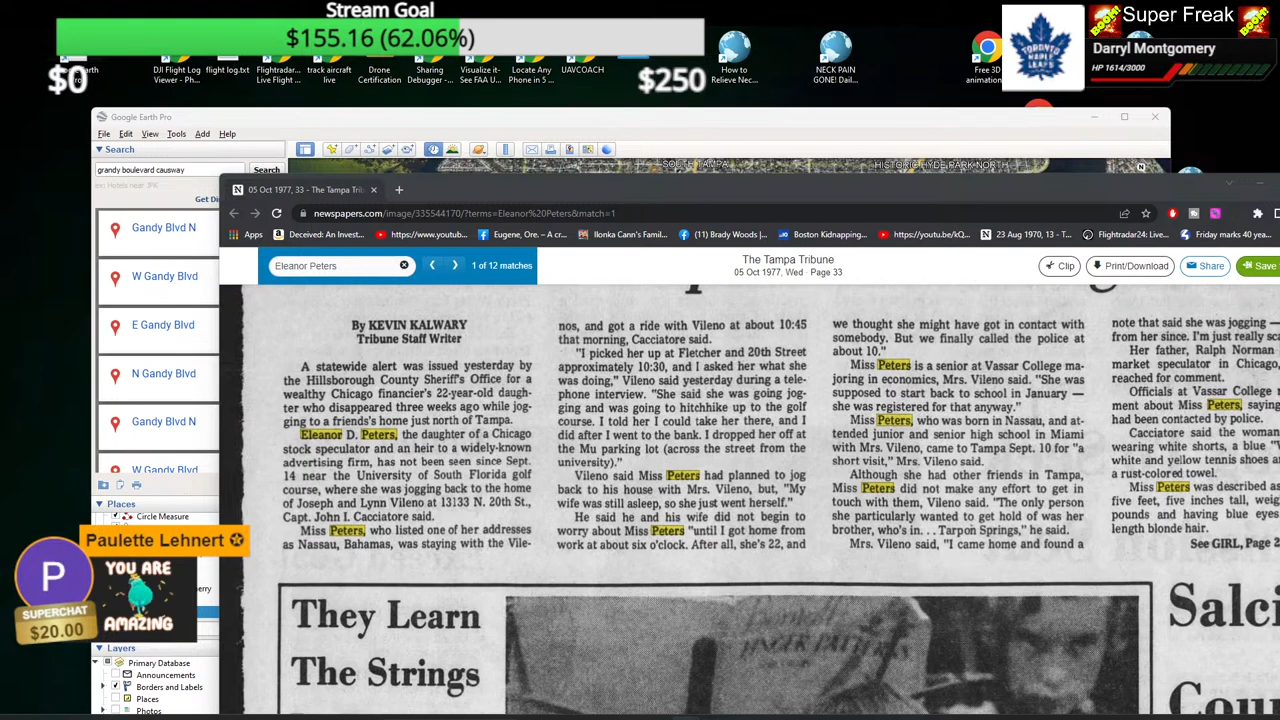 Stream Goal
$155.16 (62.06%)
$0
$250
Super Freak
BOOM!
BOOM!
TORONTO MAPLE LEAFS
Darryl Montgomery
HP 1614/3000
DJI Flight Log Viewer - Ph...
flight log.txt
Flightradar... Live Flight ...
track aircraft live
Drone Certification
Sharing Debugger - ...
Visualize it- See FAA U...
Locate Any Phone in 5 ...
UAVCOACH
How to Relieve Nec...
NECK PAIN GONE! Dail...
Free 3D animation...
Google Earth Pro
File Edit View Tools Add Help
Search
grandy boulevard causway
Search
ex: Hotels near JFK
SOUTH TAMPA
HISTORIC HYDE PARK NORTH
N
Gandy Blvd N
W Gandy Blvd
E Gandy Blvd
N Gandy Blvd
Gandy Blvd
W Gandy Blvd
Places
Circle Measure
Layers
Primary Database
Announcements
Borders and Labels
Places
Photos
Paulette Lehnert
P
SUPERCHAT
$20.00
YOU ARE
AMAZING
05 Oct 1977, 33 - The Tampa Trib
newspapers.com/image/335544170/?terms=Eleanor%20Peters&match=1
Apps
Deceived: An Invest...
https://www.youtub...
Eugene, Ore. – A crc...
Ilonka Cann's Famil...
(11) Brady Woods |...
Boston Kidnapping...
https://youtu.be/kQ...
23 Aug 1970, 13 - T...
Flightradar24: Live...
Friday marks 40 yea...
Eleanor Peters
1 of 12 matches
The Tampa Tribune
05 Oct 1977, Wed · Page 33
Clip
Print/Download
Share
Save
By KEVIN KALWARY
Tribune Staff Writer
A statewide alert was issued yesterday by
the Hillsborough County Sheriff's Office for a
wealthy Chicago financier's 22-year-old daugh-
ter who disappeared three weeks ago while jog-
ging to a friend's home just north of Tampa.
Eleanor D. Peters, the daughter of a Chicago
stock speculator and an heir to a widely-known
advertising firm, has not been seen since Sept.
14 near the University of South Florida golf
course, where she was jogging back to the home
of Joseph and Lynn Vileno at 13133 N. 20th St.,
Capt. John I. Cacciatore said.
Miss Peters, who listed one of her addresses
as Nassau, Bahamas, was staying with the Vile-
nos, and got a ride with Vileno at about 10:45
that morning, Cacciatore said.
"I picked her up at Fletcher and 20th Street
approximately 10:30, and I asked her what she
was doing," Vileno said yesterday during a tele-
phone interview. "She said she was going jog-
ging and was going to hitchhike up to the golf
course. I told her I could take her there, and I
did after I went to the bank. I dropped her off at
the Mu parking lot (across the street from the
university)."
Vileno said Miss Peters had planned to jog
back to his house with Mrs. Vileno, but, "My
wife was still asleep, so she just went herself."
He said he and his wife did not begin to
worry about Miss Peters "until I got home from
work at about six o'clock. After all, she's 22, and
we thought she might have got in contact with
somebody. But we finally called the police at
about 10."
Miss Peters is a senior at Vassar College ma-
joring in economics, Mrs. Vileno said. "She was
supposed to start back to school in January —
she was registered for that anyway."
Miss Peters, who was born in Nassau, and at-
tended junior and senior high school in Miami
with Mrs. Vileno, came to Tampa Sept. 10 for "a
short visit," Mrs. Vileno said.
Although she had other friends in Tampa,
Miss Peters did not make any effort to get in
touch with them, Vileno said. "The only person
she particularly wanted to get hold of was her
brother, who's in. . .Tarpon Springs," he said.
Mrs. Vileno said, "I came home and found a
note that said she was jogging —
from her since. I'm just really sca
Her father, Ralph Norman
market speculator in Chicago,
reached for comment.
Officials at Vassar College
ment about Miss Peters, saying
had been contacted by police.
Cacciatore said the woman
wearing white shorts, a blue
white and yellow tennis shoes an
a rust-colored towel.
Miss Peters was described as
five feet, five inches tall, weig
pounds and having blue eyes
length blonde hair.
See GIRL, Page 2
They Learn
The Strings
Salci
Cou